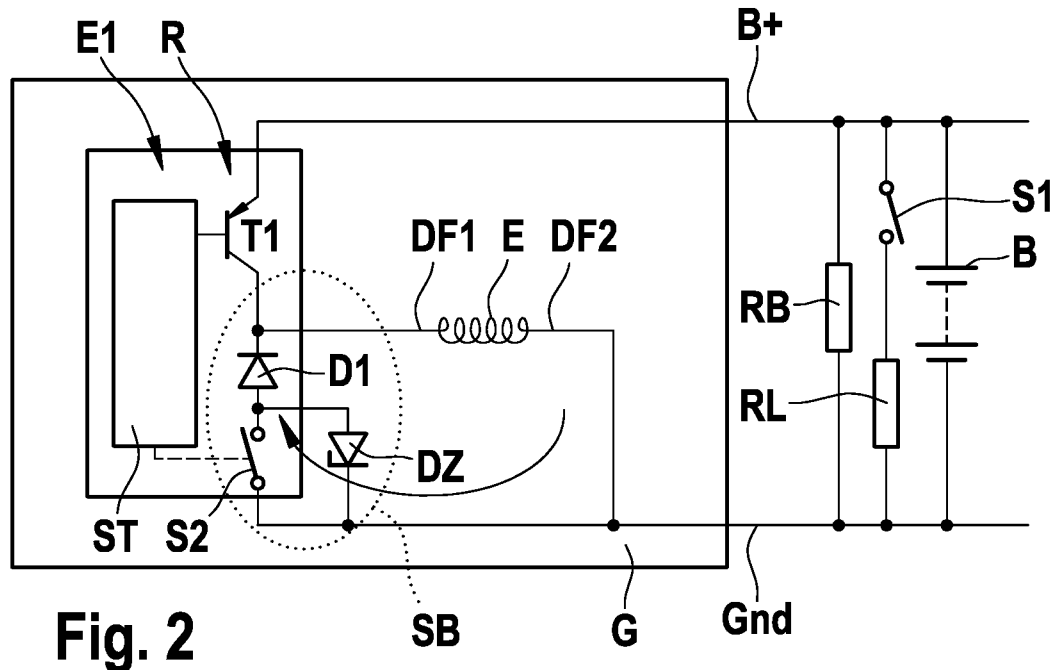 E1 R B+
T1 DF1 E DF2 S1
B
RB
D1
RL
DZ
ST S2
SB G Gnd
Fig. 2